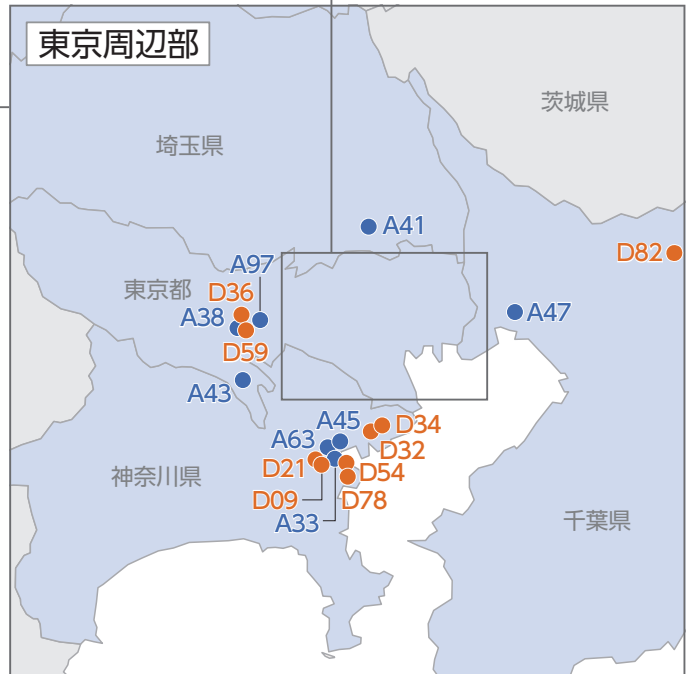 東京周辺部
茨城県
埼玉県
A41
D82
A97
東京都
D36
A38
A47
D59
A43
A45
D34
A63
D32
D21
D54
神奈川県
D09
D78
A33
千葉県